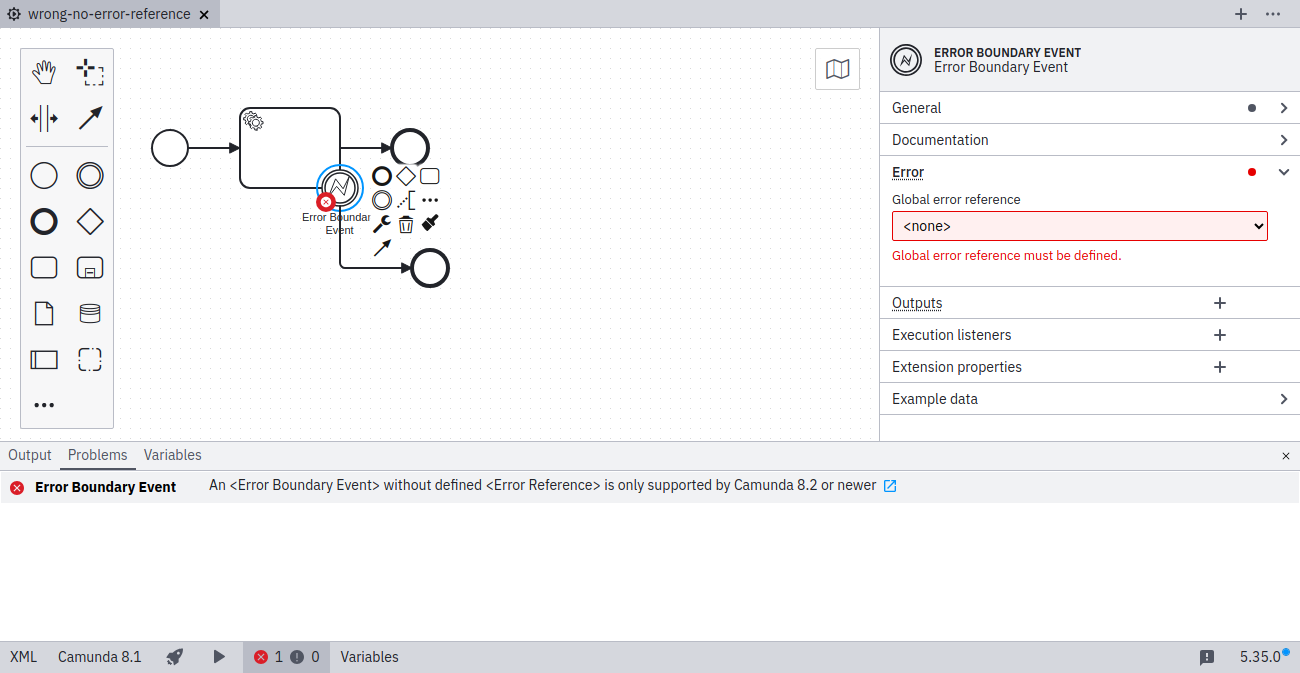 wrong-no-error-reference
ERROR BOUNDARY EVENT
Error Boundary Event
General
Documentation
Error
Global error reference
<none>
Global error reference must be defined.
Outputs
Execution listeners
Extension properties
Example data
Error Boundar
Event
Output Problems Variables
Error Boundary Event An <Error Boundary Event> without defined <Error Reference> is only supported by Camunda 8.2 or newer
XML Camunda 8.1 1 0 Variables 5.35.0